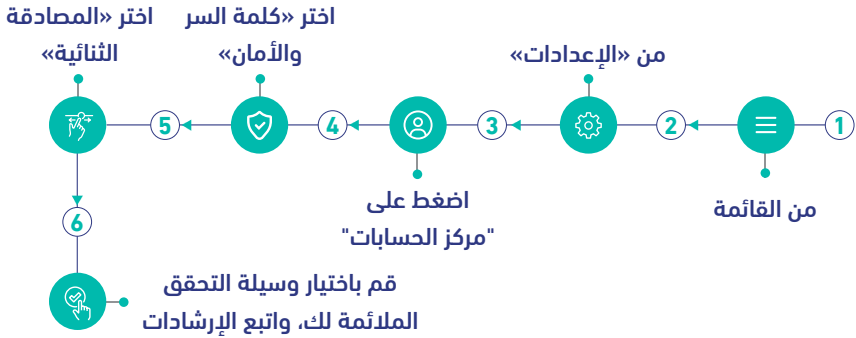 1
من القائمة
2
من «الإعدادات»
3
اضغط على
"مركز الحسابات"
4
اختر «كلمة السر
والأمان»
5
اختر «المصادقة
الثنائية»
6
قم باختيار وسيلة التحقق
الملائمة لك، واتبع الإرشادات